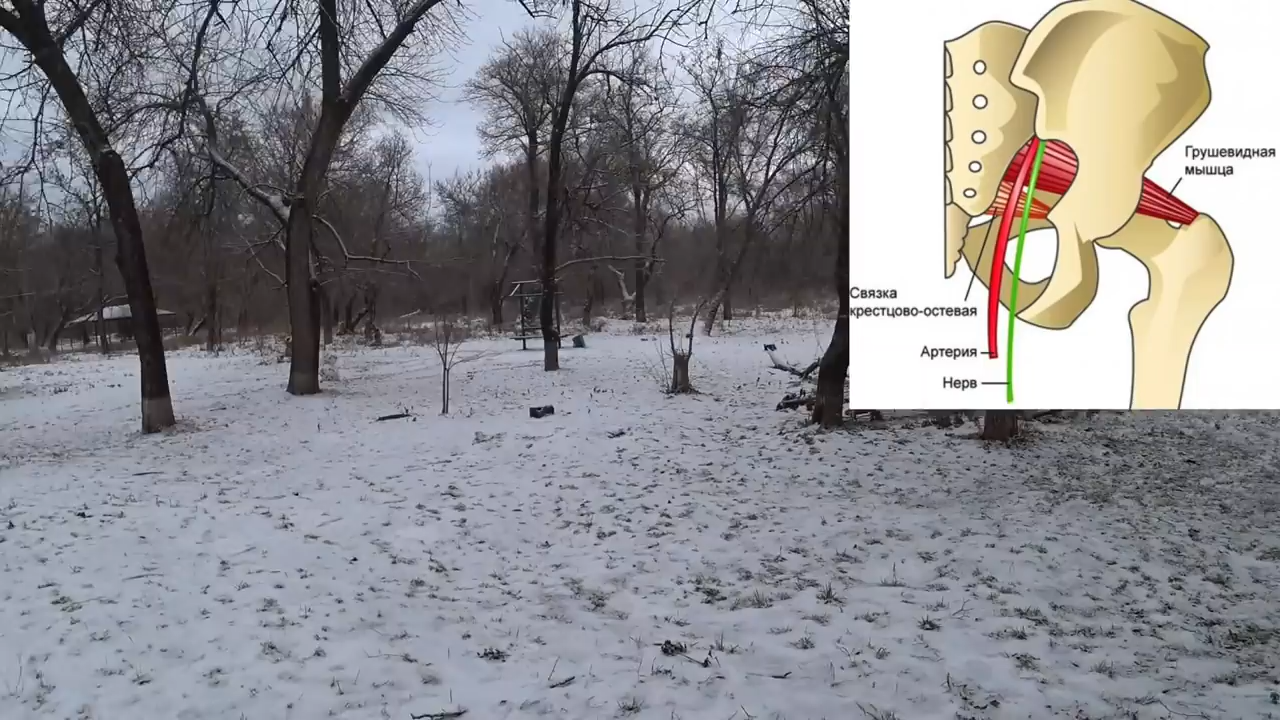 Грушевидная
мышца
Связка
крестцово-остевая
Артерия
Нерв